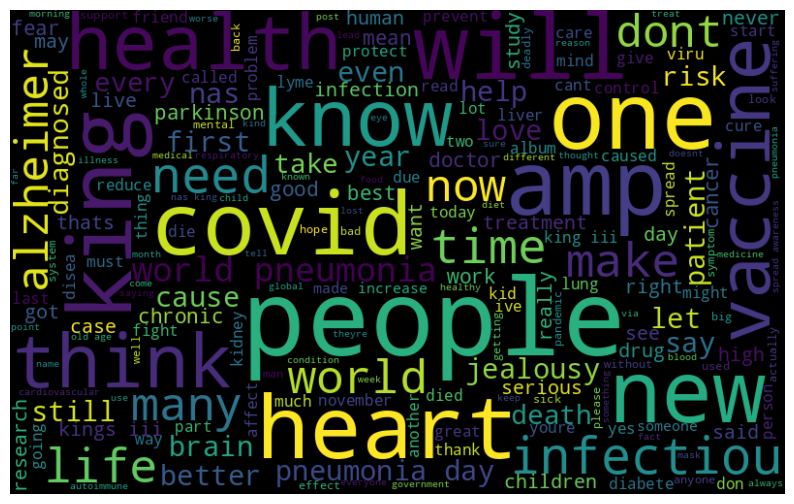 morning support friend human prevent care study never may start
worse health will dont
back post deadly treat reason
fear mean protect viru give lead
whole every even mind risk suffering
called problem infection cant control look
alzheimer diagnosed live nas lyme read help lot liver cure
parkinson know one vaccine
mental kind eye sure two love album different thought caused doesnt
king first take year doctor
illness medical respiratory pneumonia
far reduce need good best due now amp spread cancer
thats known food diet treatment patient
thing die nas king child hope bad want today
system must disea covid lost tell time king iii day symptom medicine
month come global healthy make spread awareness
last world pneumonia work right might
got saying made increase kid really lung pandemic via big
point case cause theyre ive getting let see
old age chronic fight well kidney people say drug high blood actually
name think condition week world jealousy
cardiovascular man serious without used
research use affect died sick please something person
still many heart much november another death new
kings iii keep youre someone
going way part great fact yes said
life brain thank mask anyone
better pneumonia day infectiou
autoimmune effect everyone government children diabete don always